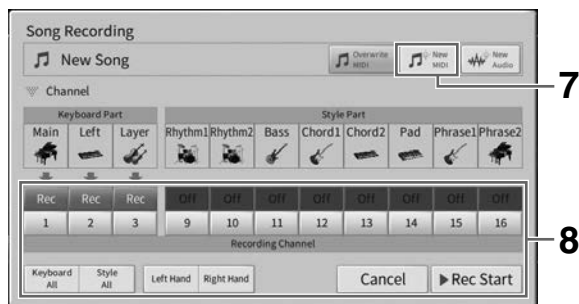 Song Recording
New Song
Overwrite MIDI
New MIDI
New Audio
7
Channel
Keyboard Part
Style Part
Main Left Layer Rhythm1 Rhythm2 Bass Chord1 Chord2 Pad Phrase1 Phrase2
Rec Rec Rec Off Off Off Off Off Off Off Off
1 2 3 9 10 11 12 13 14 15 16
8
Recording Channel
Keyboard All
Style All
Left Hand
Right Hand
Cancel
Rec Start